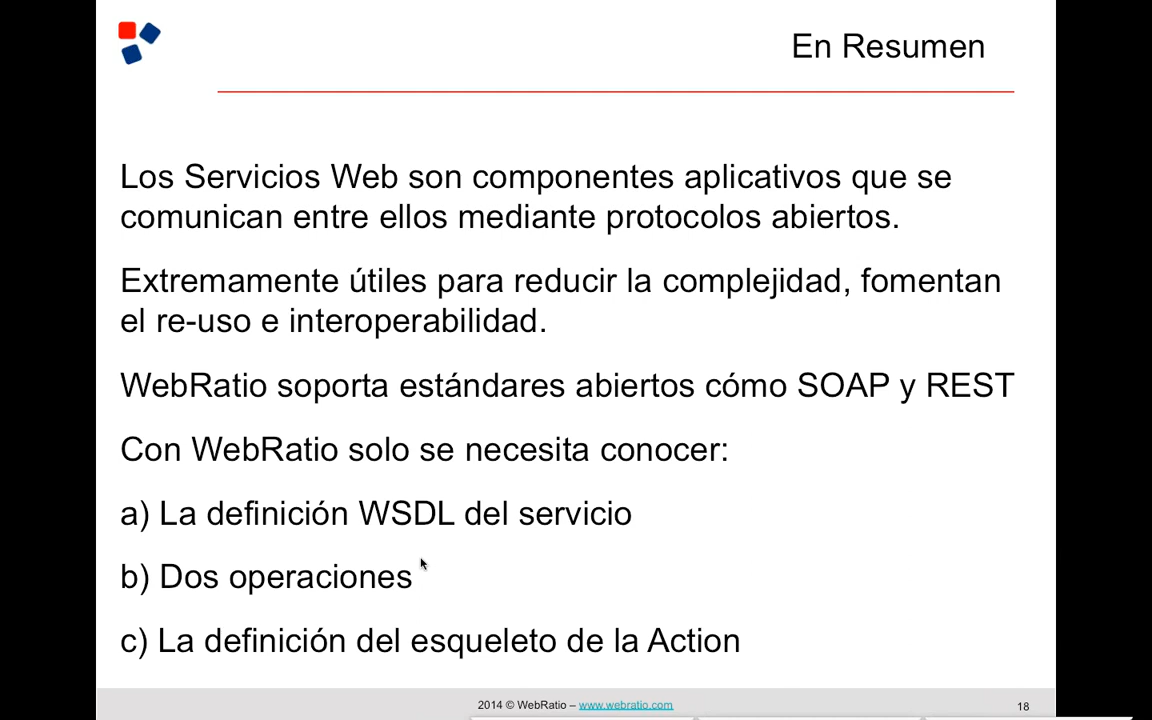 En Resumen
Los Servicios Web son componentes aplicativos que se
comunican entre ellos mediante protocolos abiertos.
Extremamente útiles para reducir la complejidad, fomentan
el re-uso e interoperabilidad.
WebRatio soporta estándares abiertos cómo SOAP y REST
Con WebRatio solo se necesita conocer:
a) La definición WSDL del servicio
b) Dos operaciones
c) La definición del esqueleto de la Action
2014 © WebRatio – www.webratio.com
18